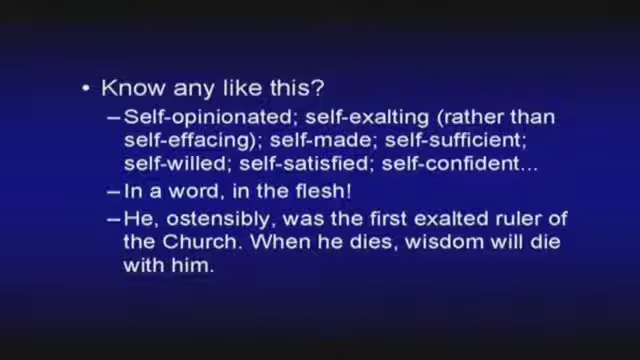 • Know any like this?
–Self-opinionated; self-exalting (rather than
self-effacing); self-made; self-sufficient;
self-willed; self-satisfied; self-confident...
–In a word, in the flesh!
–He, ostensibly, was the first exalted ruler of
the Church. When he dies, wisdom will die
with him.